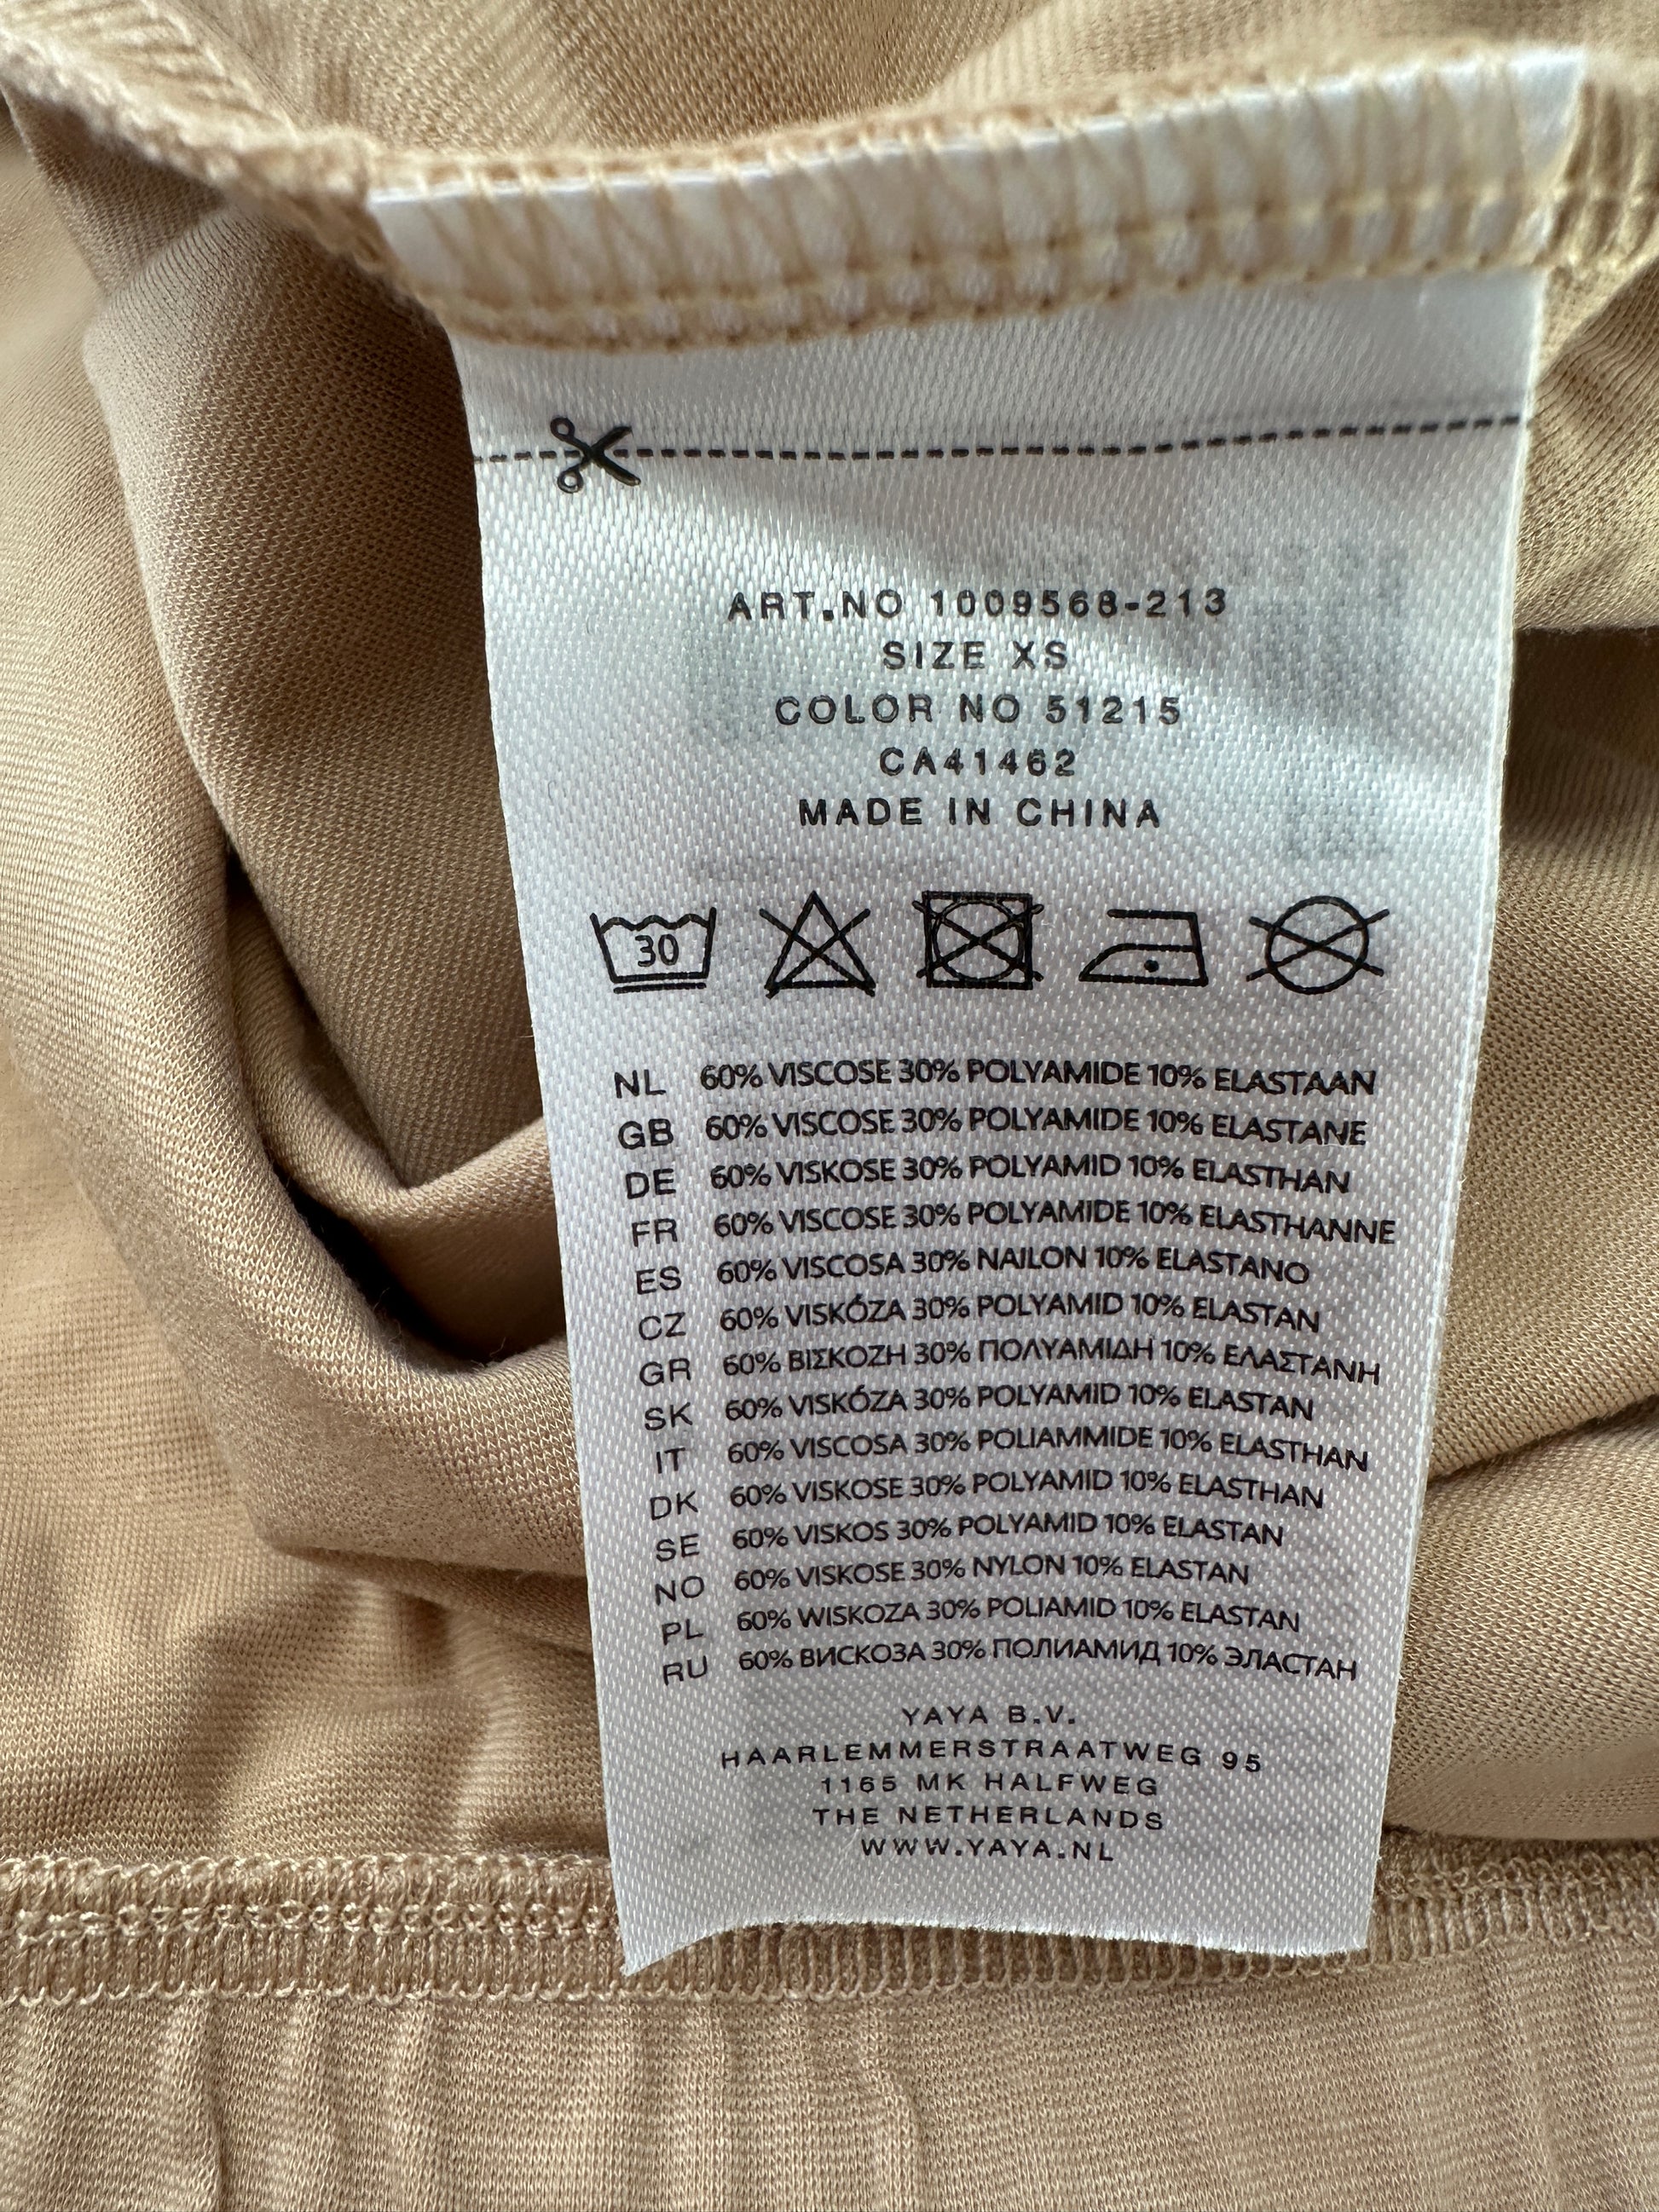 ART.NO 1009568-213
SIZE XS
COLOR NO 51215
CA41462
MADE IN CHINA
30
NL 60% VISCOSE 30% POLYAMIDE 10% ELASTAAN
GB 60% VISCOSE 30% POLYAMIDE 10% ELASTANE
DE 60% VISKOSE 30% POLYAMID 10% ELASTHAN
FR 60% VISCOSE 30% POLYAMIDE 10% ELASTHANNE
ES 60% VISCOSA 30% NAILON 10% ELASTANO
CZ 60% VISKÓZA 30% POLYAMID 10% ELASTAN
GR 60% ΒΙΣΚΟΖΗ 30% ΠΟΛΥΑΜΙΔΗ 10% ΕΛΑΣΤΑΝΗ
SK 60% VISKÓZA 30% POLYAMID 10% ELASTAN
IT 60% VISCOSA 30% POLIAMMIDE 10% ELASTHAN
DK 60% VISKOSE 30% POLYAMID 10% ELASTHAN
SE 60% VISKOS 30% POLYAMID 10% ELASTAN
NO 60% VISKOSE 30% NYLON 10% ELASTAN
PL 60% WISKOZA 30% POLIAMID 10% ELASTAN
RU 60% ВИСКОЗА 30% ПОЛИАМИД 10% ЭЛАСТАН
YAYA B.V.
HAARLEMMERSTRAATWEG 95
1165 MK HALFWEG
THE NETHERLANDS
WWW.YAYA.NL